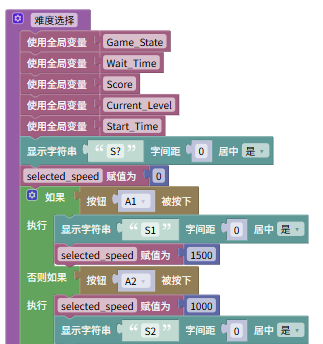 难度选择
使用全局变量 Game_State
使用全局变量 Wait_Time
使用全局变量 Score
使用全局变量 Current_Level
使用全局变量 Start_Time
显示字符串 “ S? ” 字间距 0 居中 是
selected_speed 赋值为 0
如果 按钮 A1 被按下
执行 显示字符串 “ S1 ” 字间距 0 居中 是
selected_speed 赋值为 1500
否则如果 按钮 A2 被按下
执行 selected_speed 赋值为 1000
显示字符串 “ S2 ” 字间距 0 居中 是